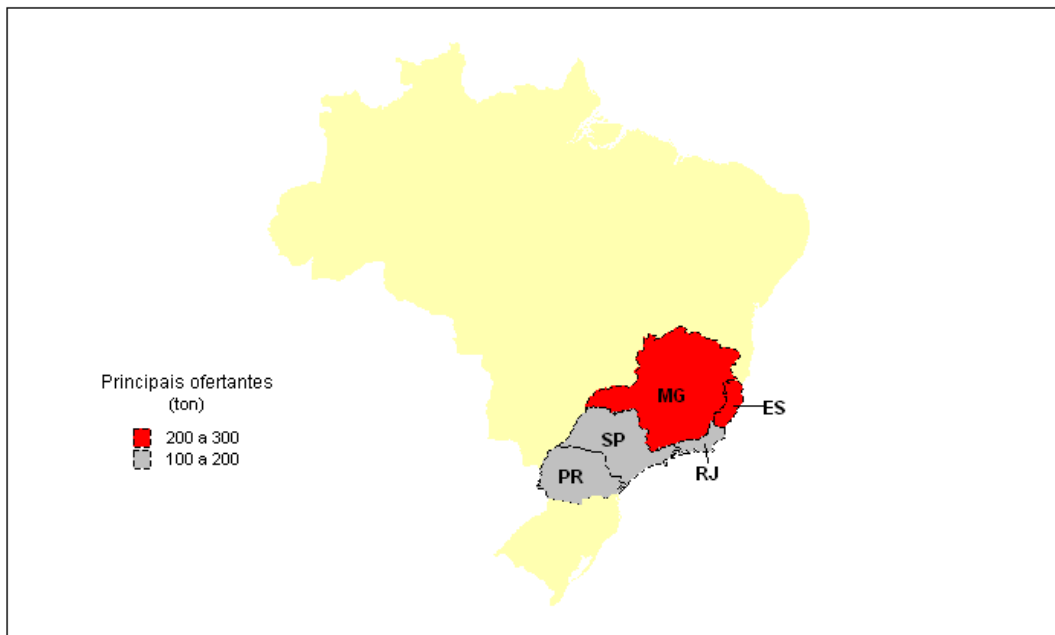 MG
ES
Principais ofertantes
(ton)
200 a 300
SP
100 a 200
RJ
PR